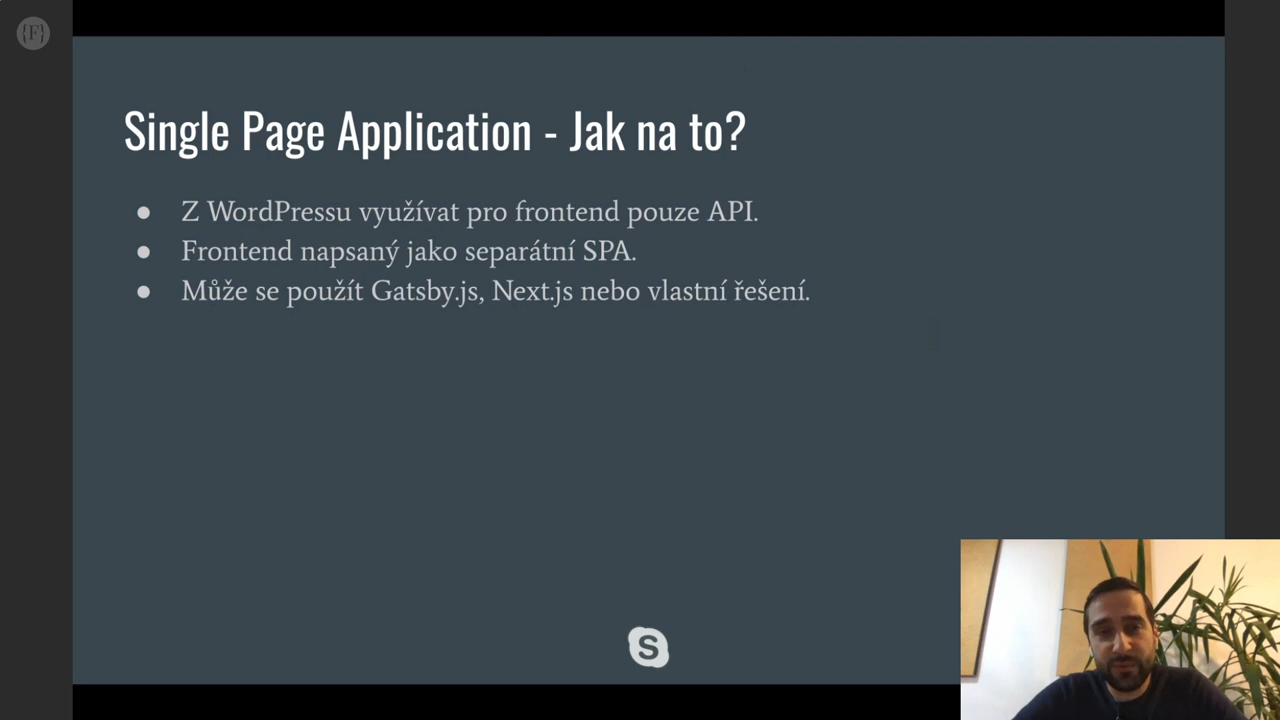 {F}
Single Page Application - Jak na to?
● Z WordPressu využívat pro frontend pouze API.
● Frontend napsaný jako separátní SPA.
● Může se použít Gatsby.js, Next.js nebo vlastní řešení.
S